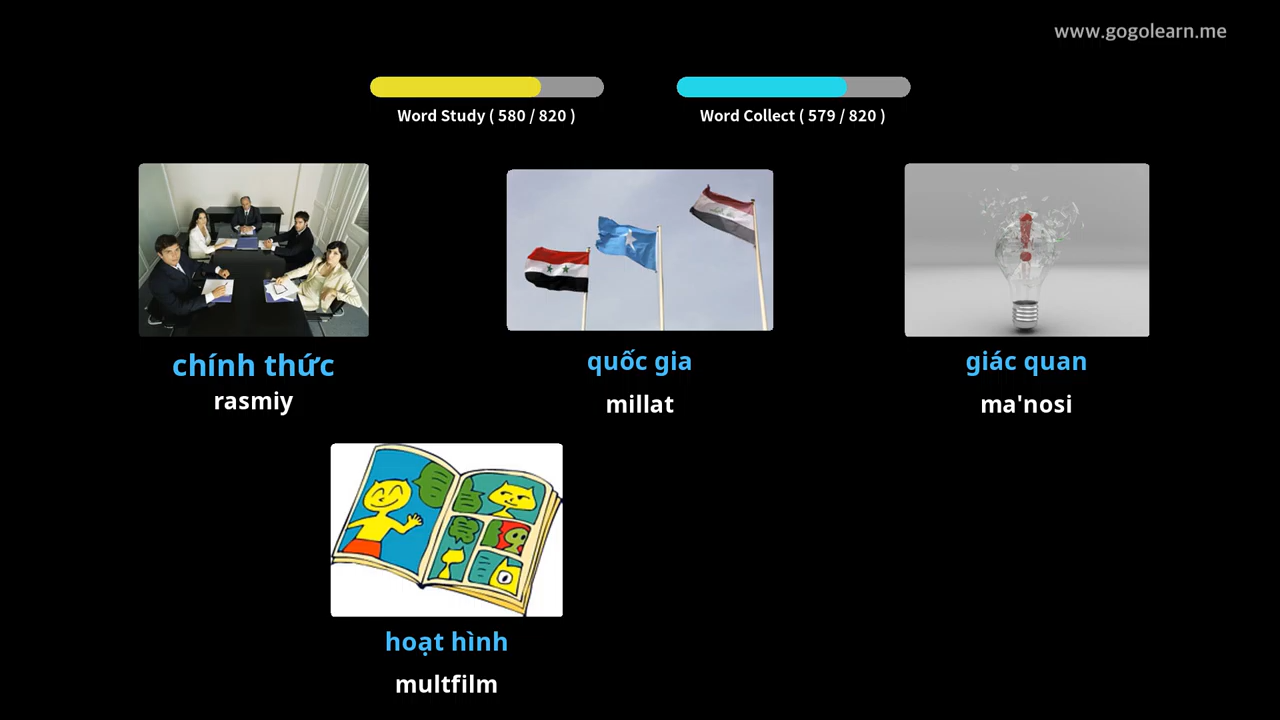 www.gogolearn.me
Word Study ( 580 / 820 )
Word Collect ( 579 / 820 )
chính thức
rasmiy
quốc gia
millat
giác quan
ma'nosi
hoạt hình
multfilm